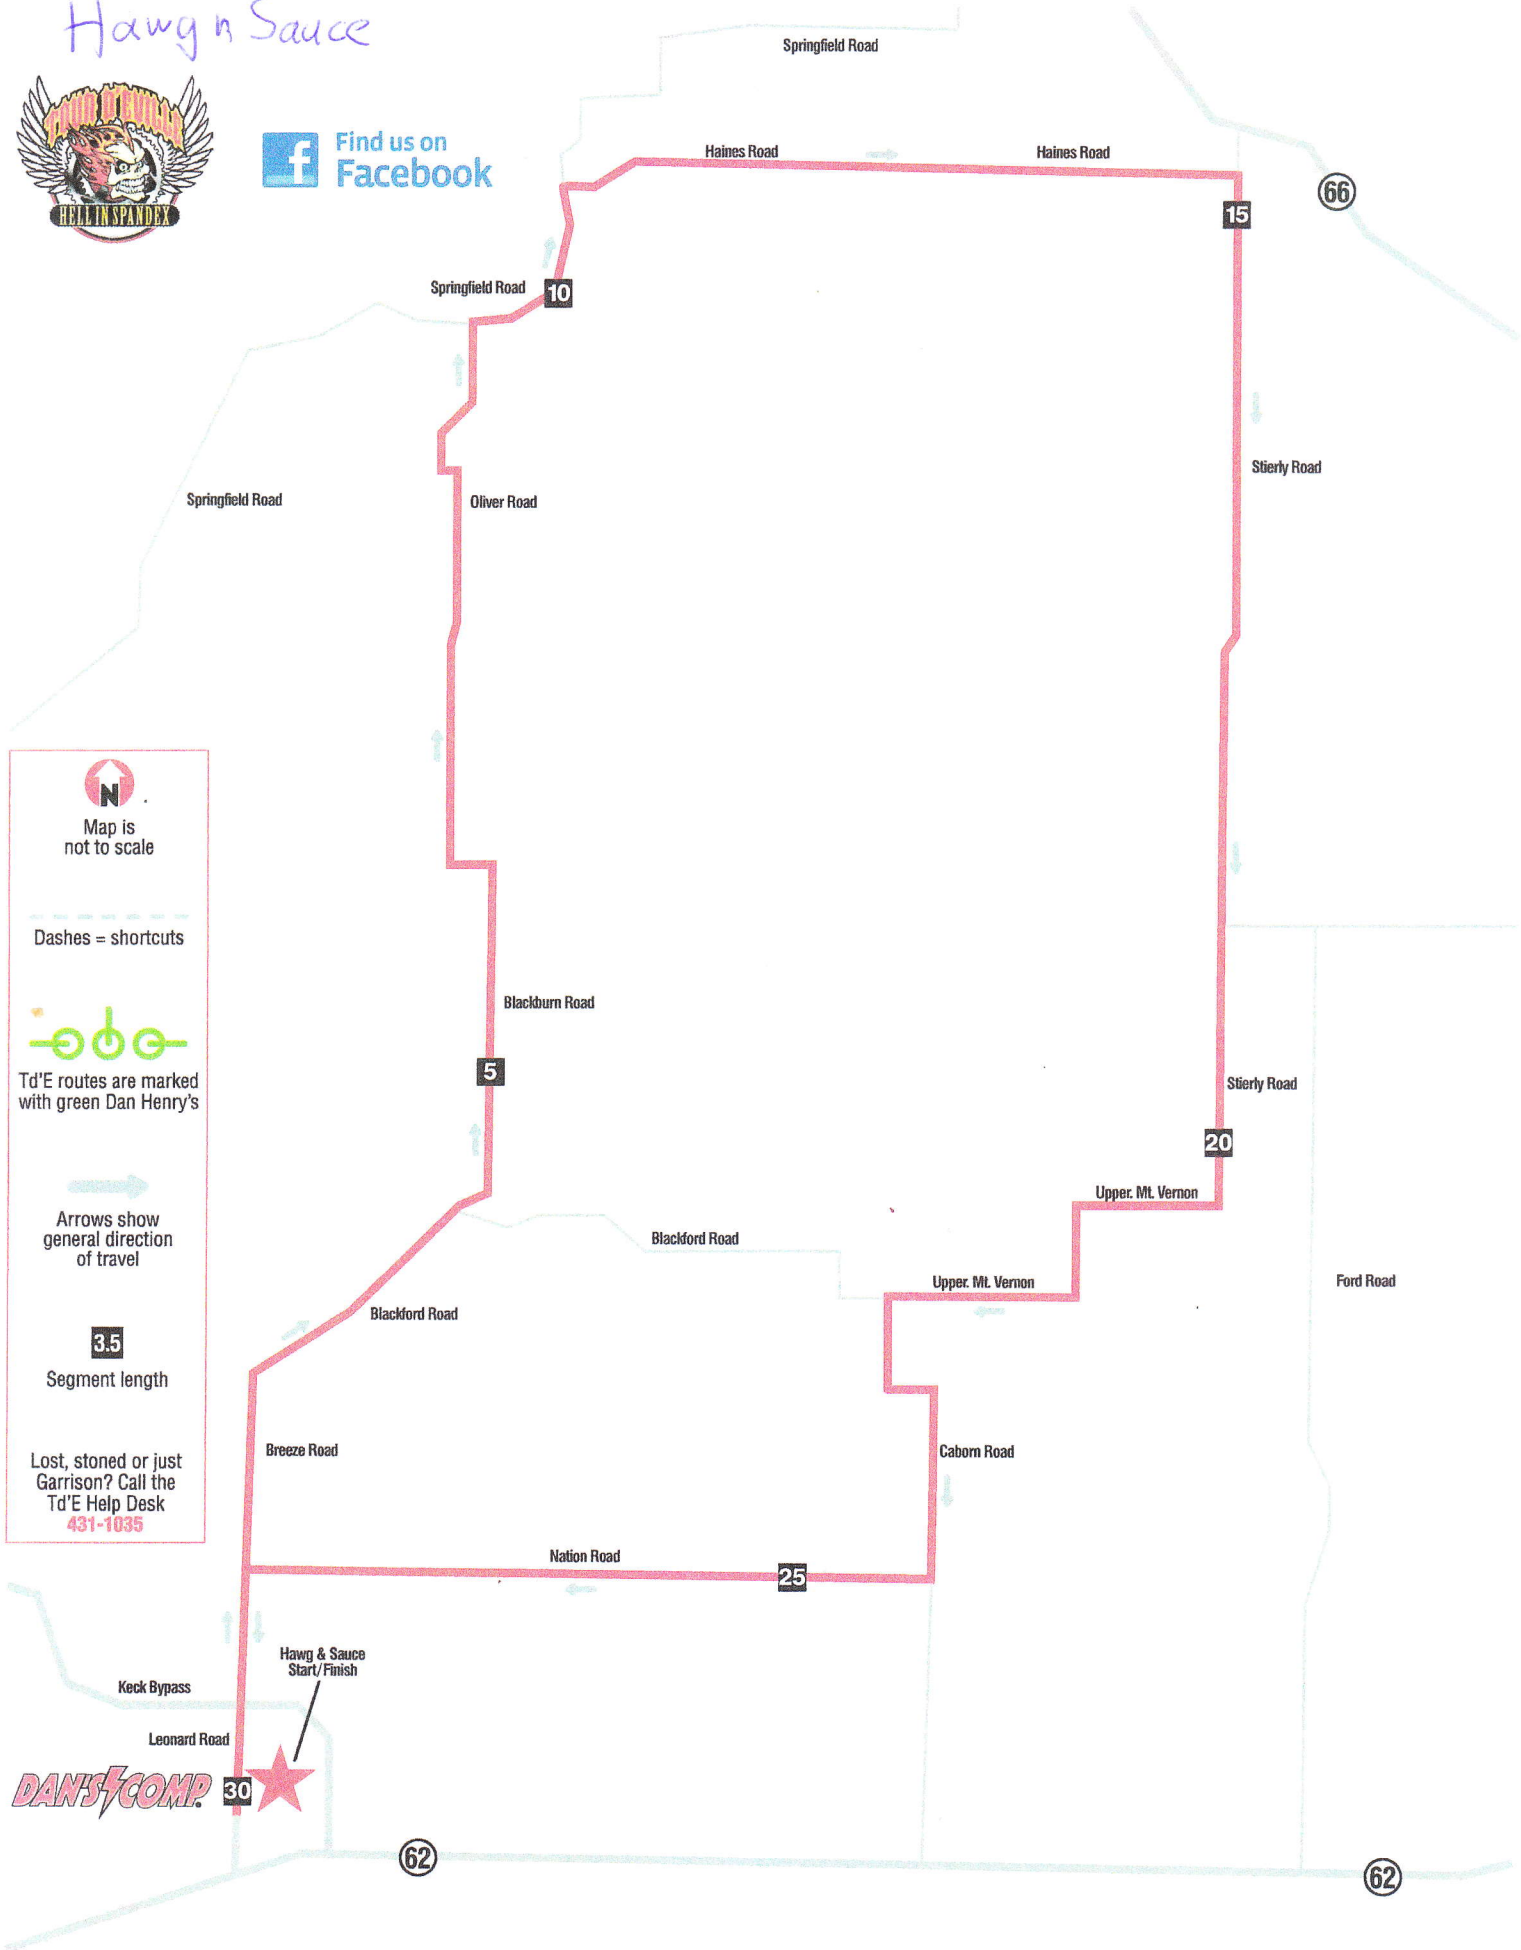 Hawg n Sauce
TOUR D'EVILLE
HELL IN SPANDEX
f
Find us on
Facebook
Springfield Road
Haines Road
Haines Road
66
15
Springfield Road
10
Stierly Road
Springfield Road
Oliver Road
N
Map is
not to scale
Dashes = shortcuts
Td'E routes are marked
with green Dan Henry's
Arrows show
general direction
of travel
3.5
Segment length
Lost, stoned or just
Garrison? Call the
Td'E Help Desk
431-1035
Blackburn Road
5
Stierly Road
20
Upper. Mt. Vernon
Blackford Road
Upper. Mt. Vernon
Ford Road
Blackford Road
Breeze Road
Caborn Road
Nation Road
25
Hawg & Sauce
Start/Finish
Keck Bypass
Leonard Road
DAN'S COMP.
30
62
62